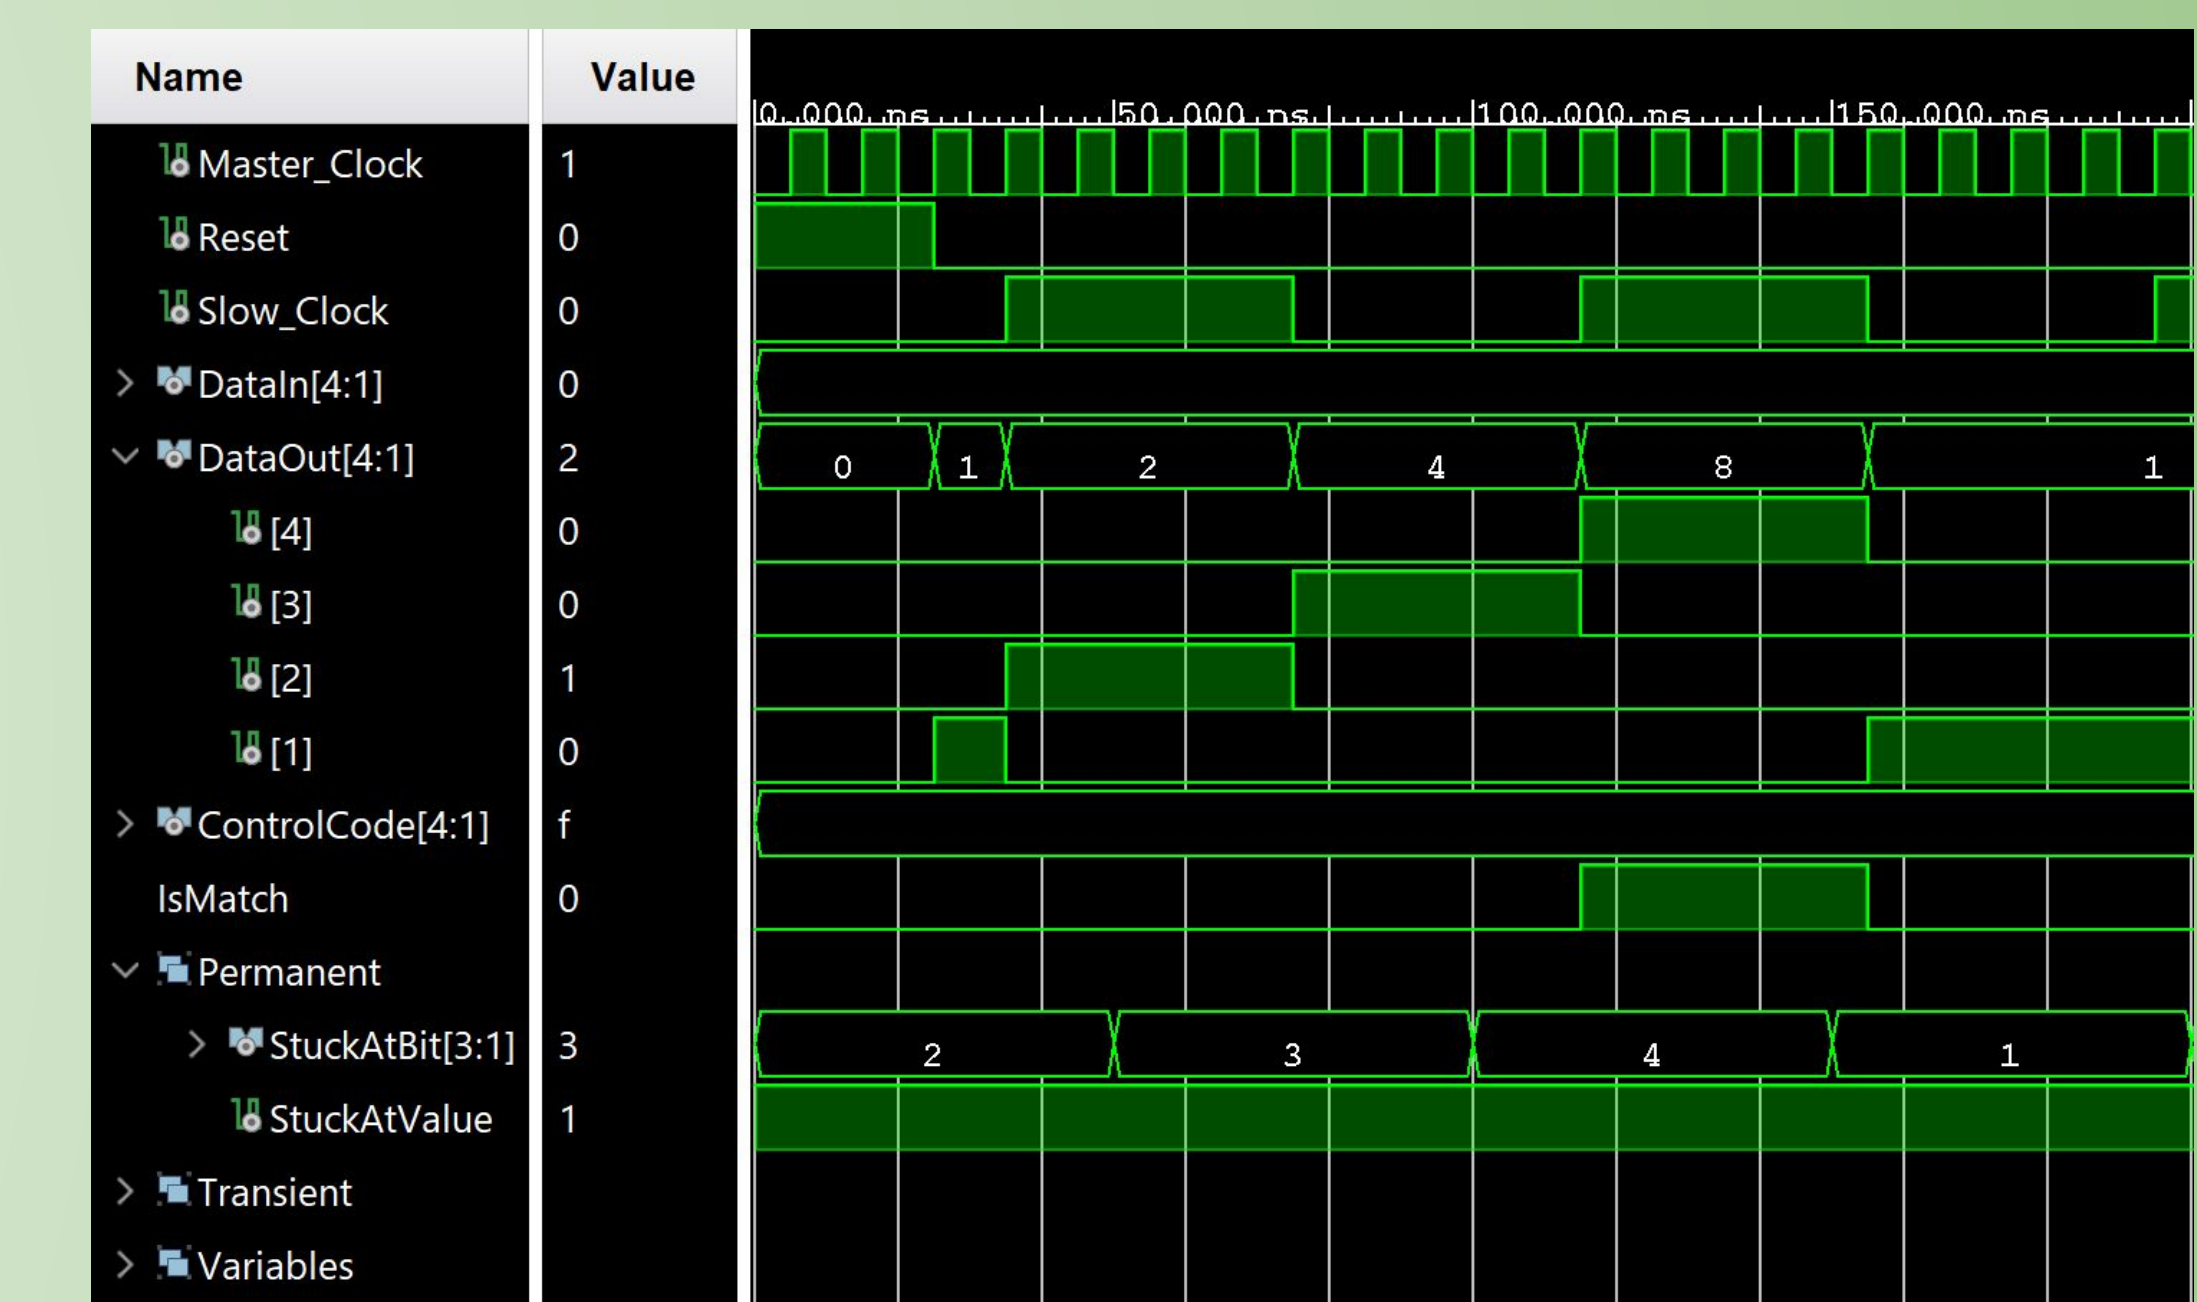 Name Value
0.000 ns 50.000 ns 100.000 ns 150.000 ns
Master_Clock 1
Reset 0
Slow_Clock 0
DataIn[4:1] 0
DataOut[4:1] 2 0 1 2 4 8 1
[4] 0
[3] 0
[2] 1
[1] 0
ControlCode[4:1] f
IsMatch 0
Permanent
StuckAtBit[3:1] 3 2 3 4 1
StuckAtValue 1
Transient
Variables